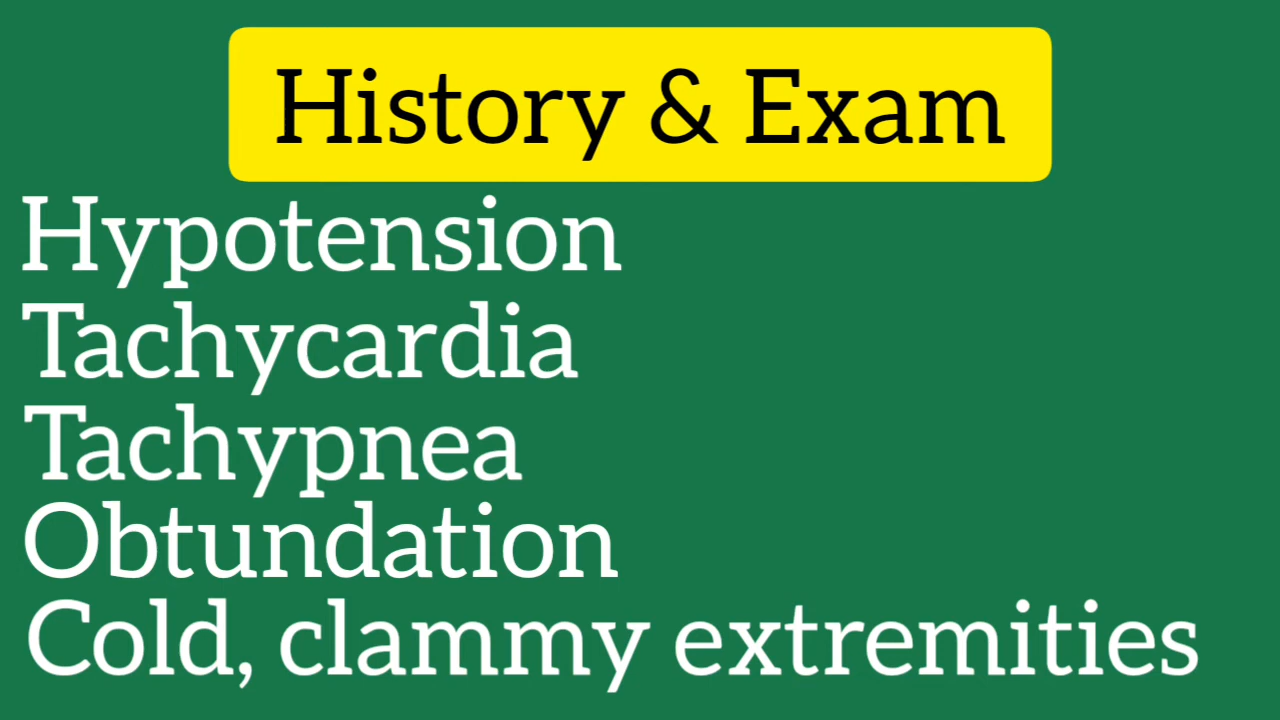 History & Exam
Hypotension
Tachycardia
Tachypnea
Obtundation
Cold, clammy extremities